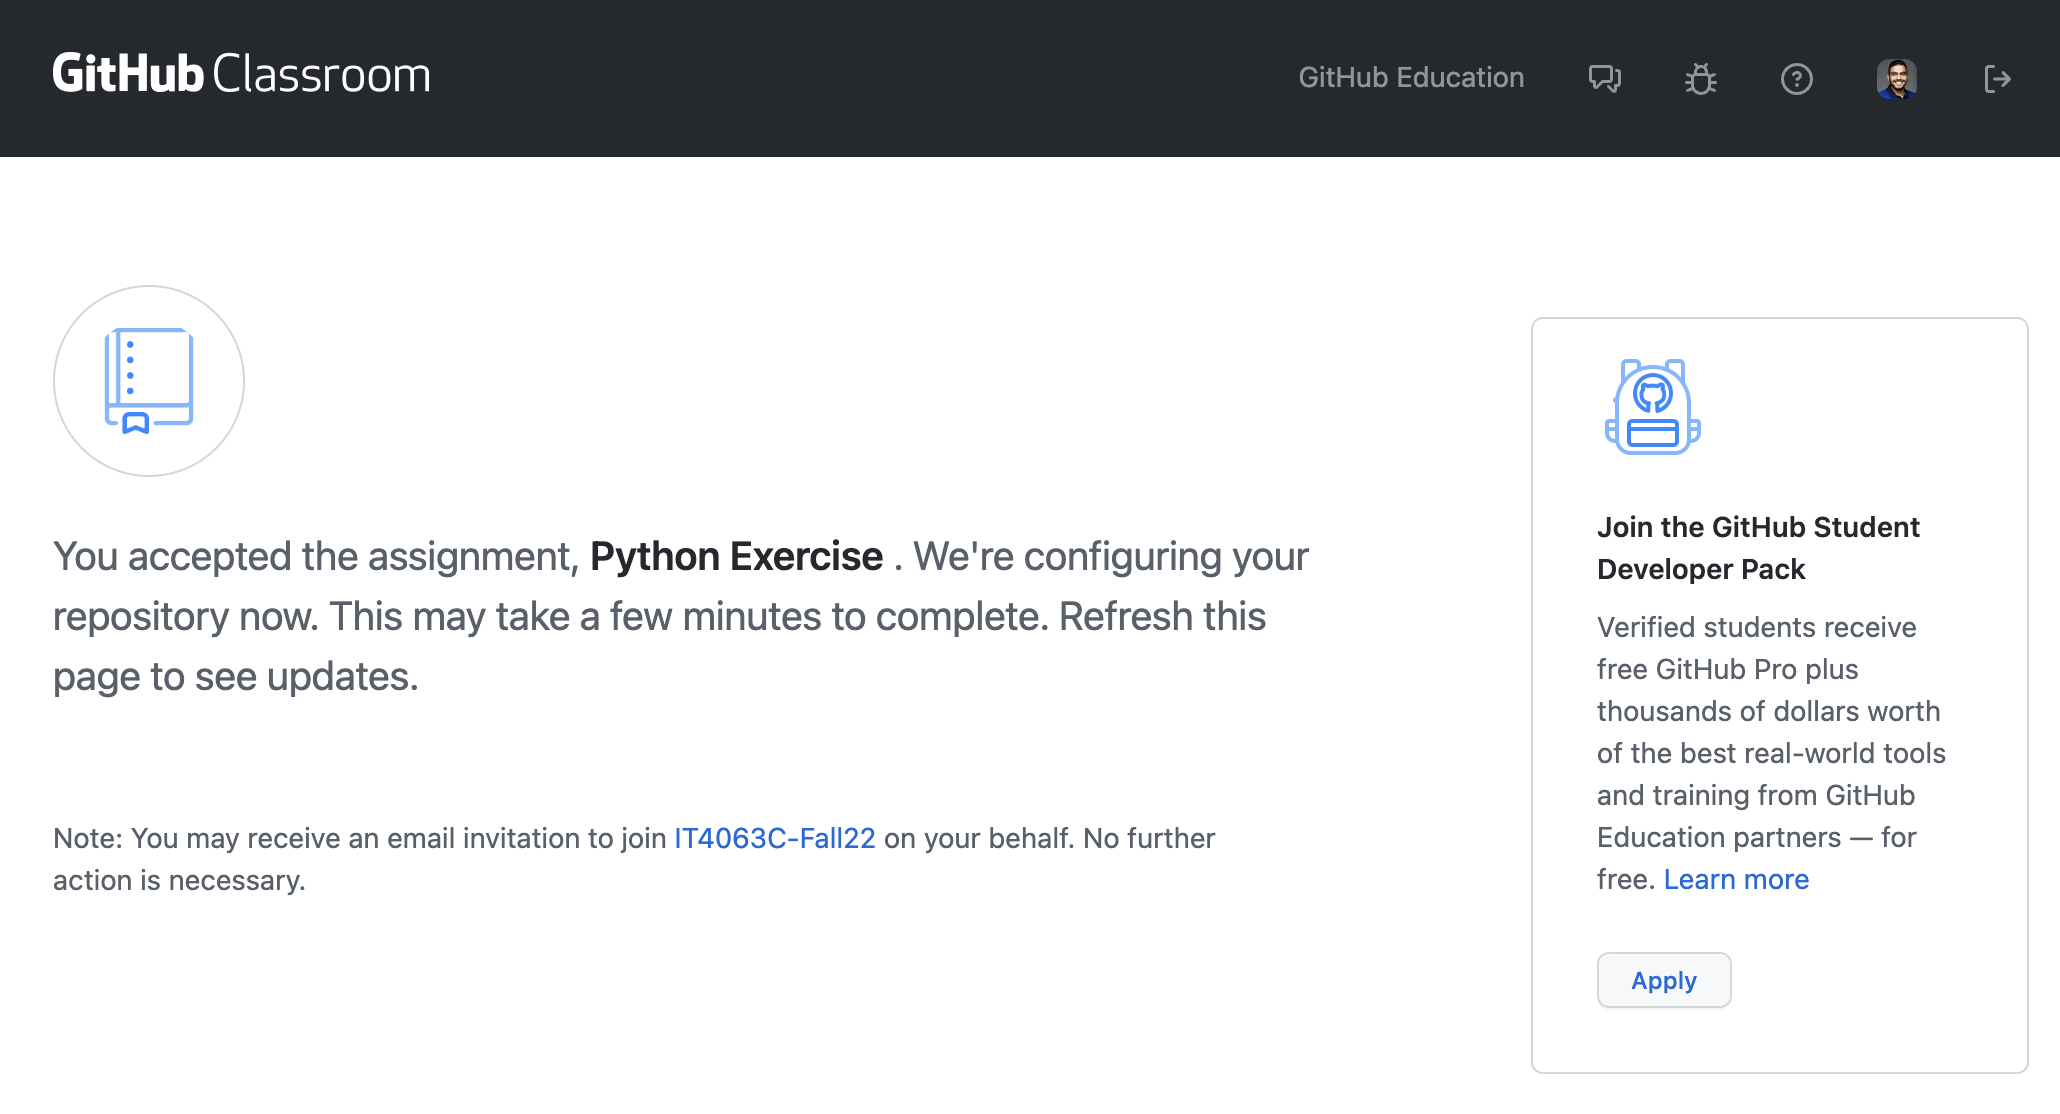 GitHub Classroom
GitHub Education
You accepted the assignment, Python Exercise . We're configuring your
repository now. This may take a few minutes to complete. Refresh this
page to see updates.
Note: You may receive an email invitation to join IT4063C-Fall22 on your behalf. No further
action is necessary.
Join the GitHub Student
Developer Pack
Verified students receive
free GitHub Pro plus
thousands of dollars worth
of the best real-world tools
and training from GitHub
Education partners — for
free. Learn more
Apply